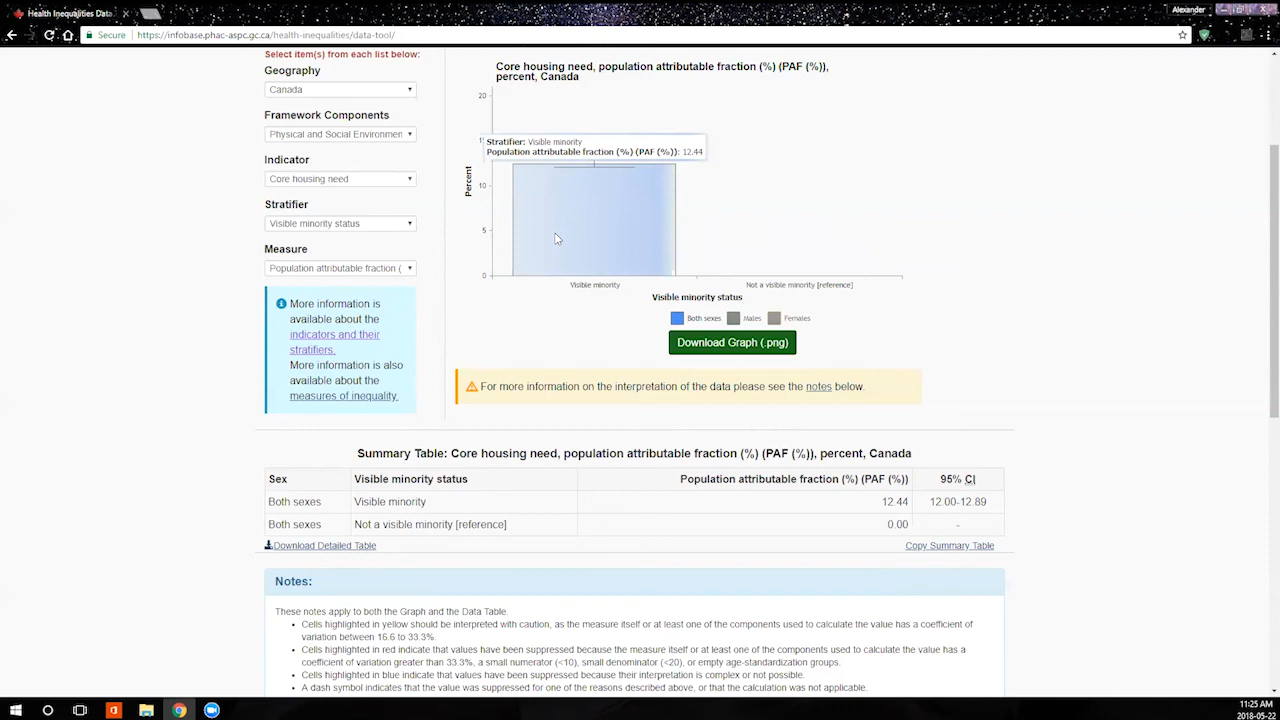 Health Inequalities Data
Alexander
Secure
https://infobase.phac-aspc.gc.ca/health-inequalities/data-tool/
Select item(s) from each list below:
Geography
Canada
Framework Components
Physical and Social Environmen
Indicator
Core housing need
Stratifier
Visible minority status
Measure
Population attributable fraction (
More information is
available about the
indicators and their
stratifiers.
More information is also
available about the
measures of inequality.
Core housing need, population attributable fraction (%) (PAF (%)),
percent, Canada
20
Stratifier: Visible minority
Population attributable fraction (%) (PAF (%)): 12.44
10
5
0
Percent
Visible minority
Not a visible minority [reference]
Visible minority status
Both sexes
Males
Females
Download Graph (.png)
For more information on the interpretation of the data please see the notes below.
Summary Table: Core housing need, population attributable fraction (%) (PAF (%)), percent, Canada
Sex Visible minority status Population attributable fraction (%) (PAF (%)) 95% CI
Both sexes Visible minority 12.44 12.00-12.89
Both sexes Not a visible minority [reference] 0.00 -
Download Detailed Table
Copy Summary Table
Notes:
These notes apply to both the Graph and the Data Table.
• Cells highlighted in yellow should be interpreted with caution, as the measure itself or at least one of the components used to calculate the value has a coefficient of
variation between 16.6 to 33.3%.
• Cells highlighted in red indicate that values have been suppressed because the measure itself or at least one of the components used to calculate the value has a
coefficient of variation greater than 33.3%, a small numerator (<10), small denominator (<20), or empty age-standardization groups.
• Cells highlighted in blue indicate that values have been suppressed because their interpretation is complex or not possible.
• A dash symbol indicates that the value was suppressed for one of the reasons described above, or that the calculation was not applicable.
11:25 AM
2018-05-22